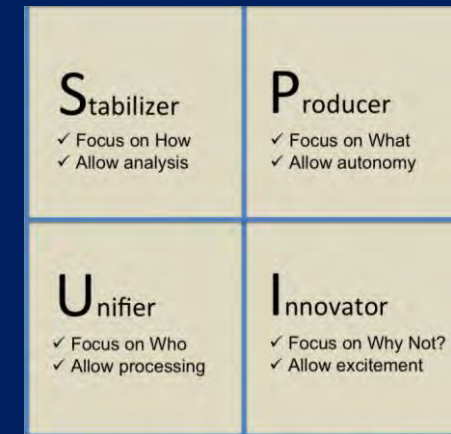 Stabilizer
✓ Focus on How
✓ Allow analysis
Producer
✓ Focus on What
✓ Allow autonomy
Unifier
✓ Focus on Who
✓ Allow processing
Innovator
✓ Focus on Why Not?
✓ Allow excitement